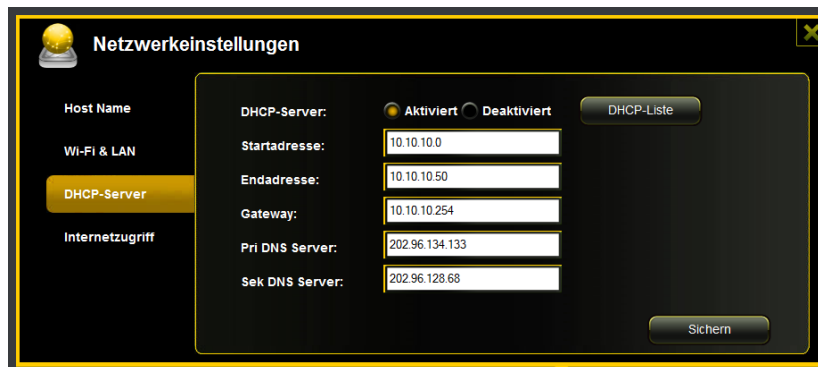 Netzwerkeinstellungen
Host Name
Wi-Fi & LAN
DHCP-Server
Internetzugriff
DHCP-Server: Aktiviert Deaktiviert DHCP-Liste
Startadresse: 10.10.10.0
Endadresse: 10.10.10.50
Gateway: 10.10.10.254
Pri DNS Server: 202.96.134.133
Sek DNS Server: 202.96.128.68
Sichern